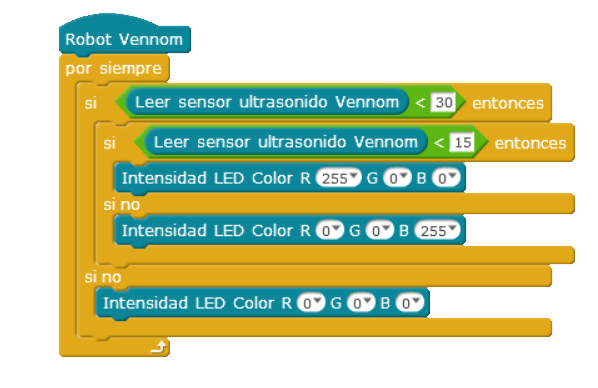 Robot Vennom
por siempre
si Leer sensor ultrasonido Vennom < 30 entonces
si Leer sensor ultrasonido Vennom < 15 entonces
Intensidad LED Color R 255 G 0 B 0
si no
Intensidad LED Color R 0 G 0 B 255
si no
Intensidad LED Color R 0 G 0 B 0